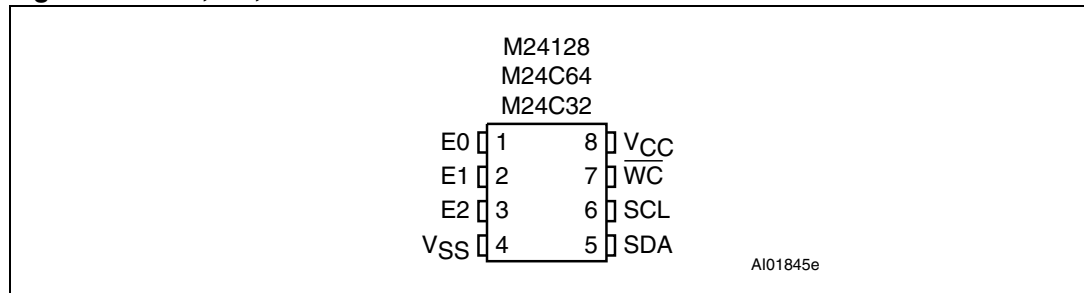 M24128
M24C64
M24C32
E0 1 8 VCC
E1 2 7 W̅C̅
E2 3 6 SCL
VSS 4 5 SDA
AI01845e